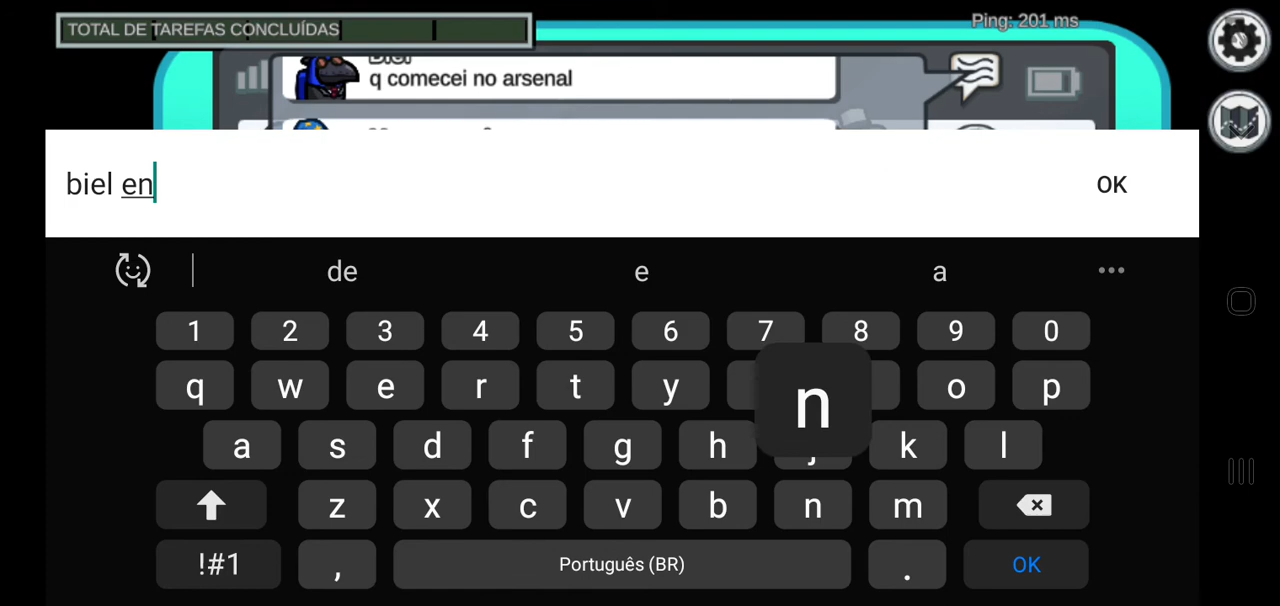 TOTAL DE TAREFAS CONCLUÍDAS
Ping: 201 ms
q comecei no arsenal
biel en
OK
de e a
1 2 3 4 5 6 7 8 9 0
q w e r t y o p
n
a s d f g h j k l
z x c v b n m
!#1 , Português (BR) . OK